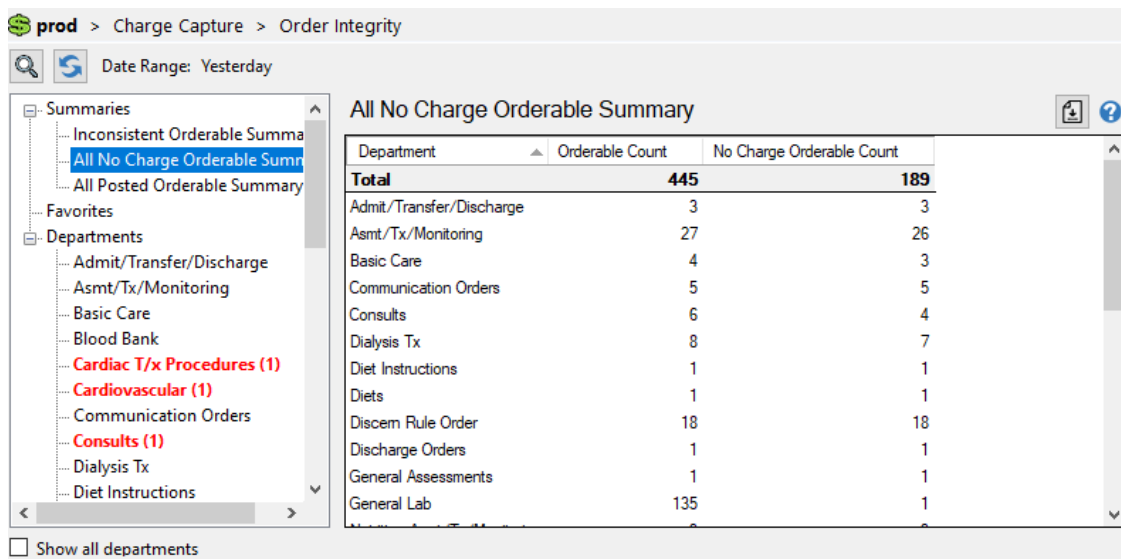 prod > Charge Capture > Order Integrity
Date Range: Yesterday
Summaries
Inconsistent Orderable Summa
All No Charge Orderable Summ
All Posted Orderable Summary
Favorites
Departments
Admit/Transfer/Discharge
Asmt/Tx/Monitoring
Basic Care
Blood Bank
Cardiac T/x Procedures (1)
Cardiovascular (1)
Communication Orders
Consults (1)
Dialysis Tx
Diet Instructions
Show all departments
All No Charge Orderable Summary
Department Orderable Count No Charge Orderable Count
Total 445 189
Admit/Transfer/Discharge 3 3
Asmt/Tx/Monitoring 27 26
Basic Care 4 3
Communication Orders 5 5
Consults 6 4
Dialysis Tx 8 7
Diet Instructions 1 1
Diets 1 1
Discern Rule Order 18 18
Discharge Orders 1 1
General Assessments 1 1
General Lab 135 1